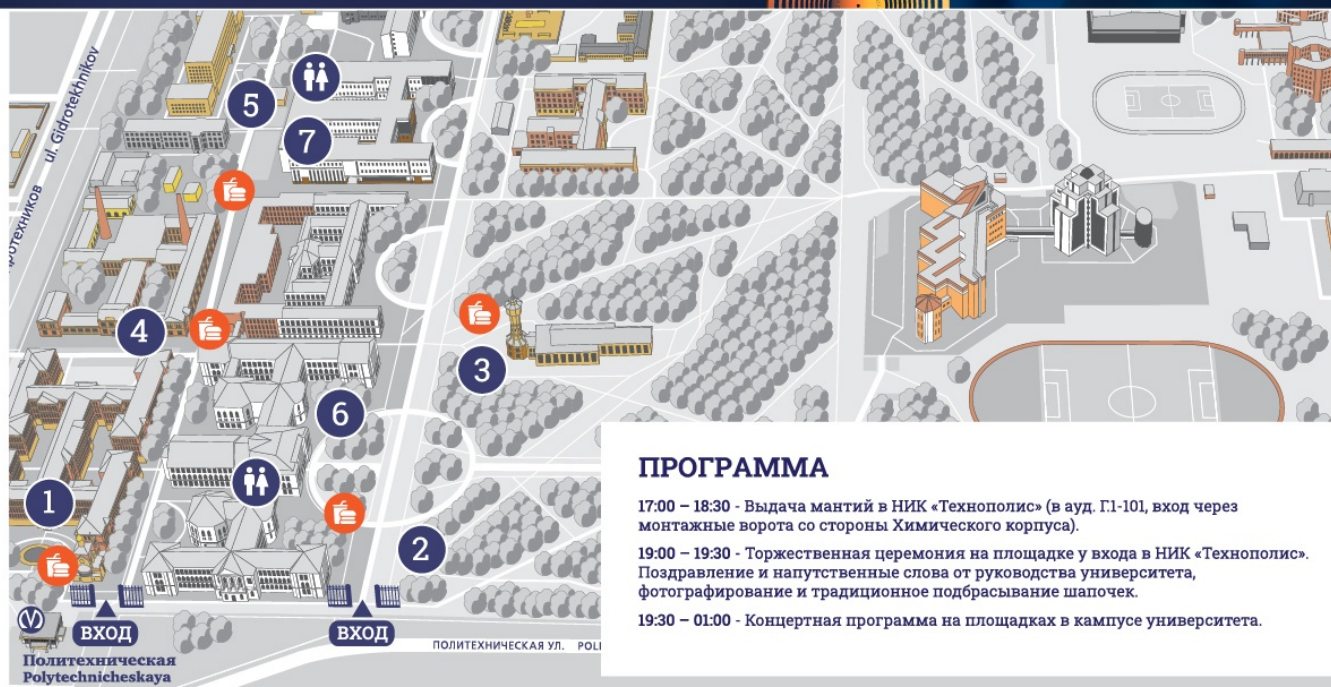 ul. Gidrotekhnikov
5
7
4
3
6
1
2
ВХОД
ВХОД
Политехническая
Polytechnicheskaya
ПОЛИТЕХНИЧЕСКАЯ УЛ.
ПРОГРАММА
17:00 – 18:30 - Выдача мантий в НИК «Технополис» (в ауд. Г.1-101, вход через
монтажные ворота со стороны Химического корпуса).
19:00 – 19:30 - Торжественная церемония на площадке у входа в НИК «Технополис».
Поздравление и напутственные слова от руководства университета,
фотографирование и традиционное подбрасывание шапочек.
19:30 – 01:00 - Концертная программа на площадках в кампусе университета.